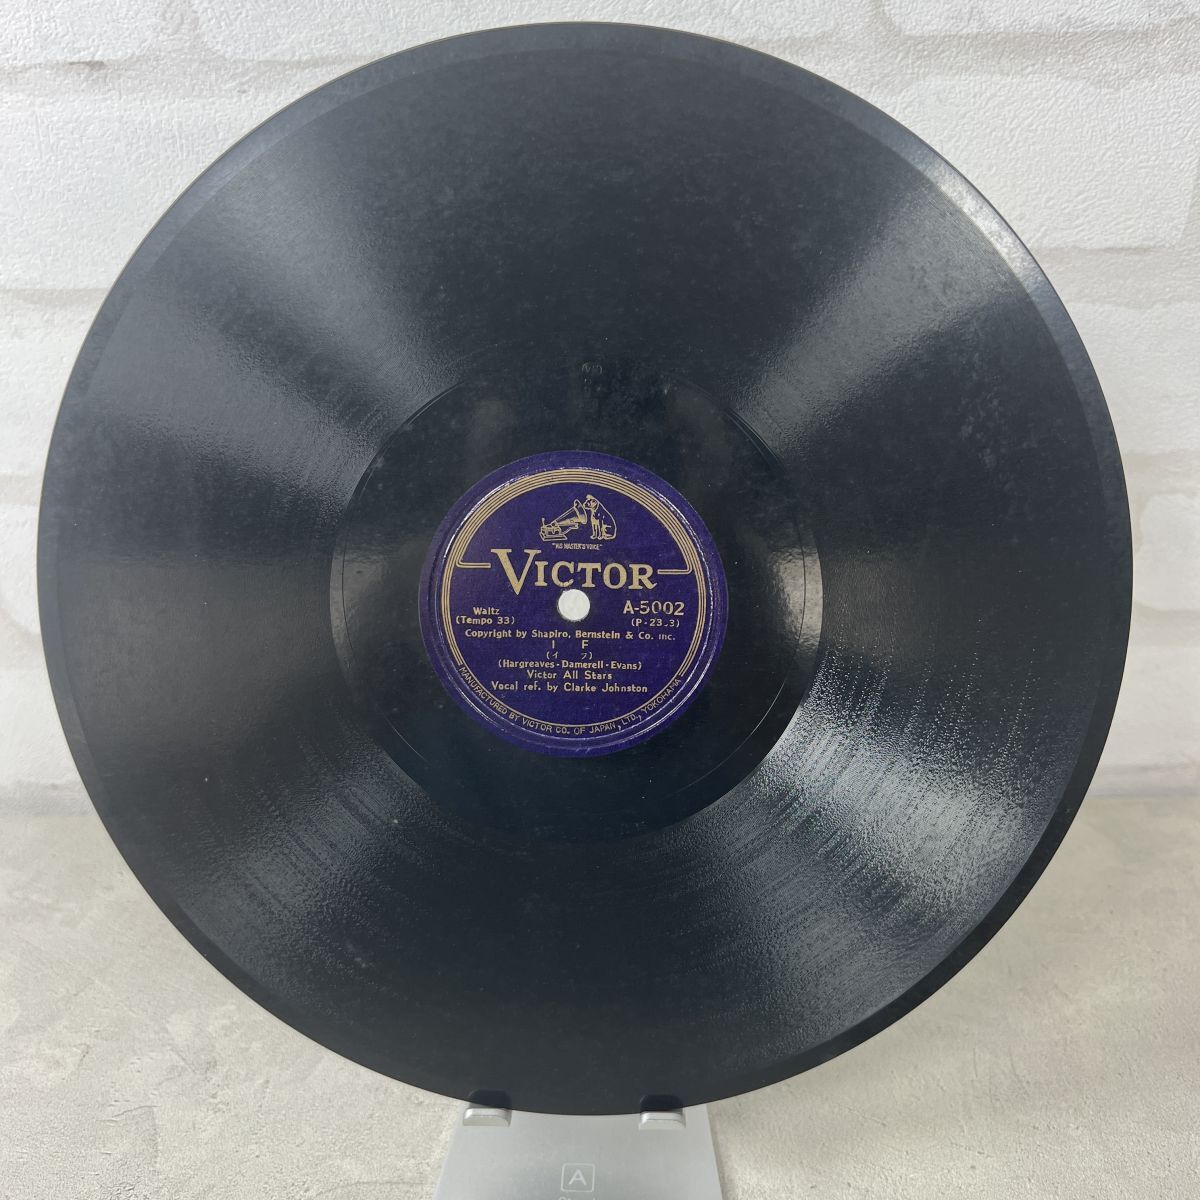 "HIS MASTER'S VOICE"
VICTOR
Waltz
(Tempo 33)
A-5002
(P-23.3)
Copyright by Shapiro, Bernstein & Co. Inc.
I F
(イフ)
(Hargreaves-Damerell-Evans)
Victor All Stars
Vocal ref. by Clarke Johnston
MANUFACTURED BY VICTOR CO. OF JAPAN, LTD., YOKOHAMA
A